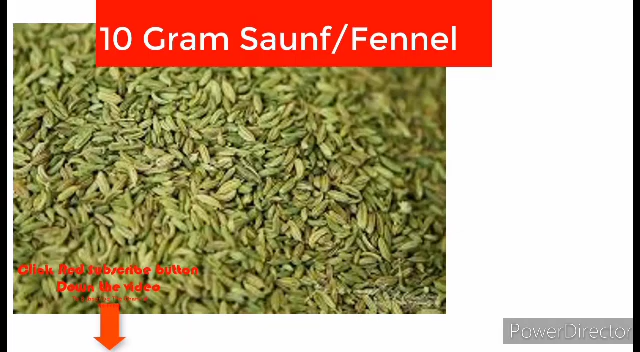 10 Gram Saunf/Fennel
Click Red subscribe button
Down the video
PowerDirector